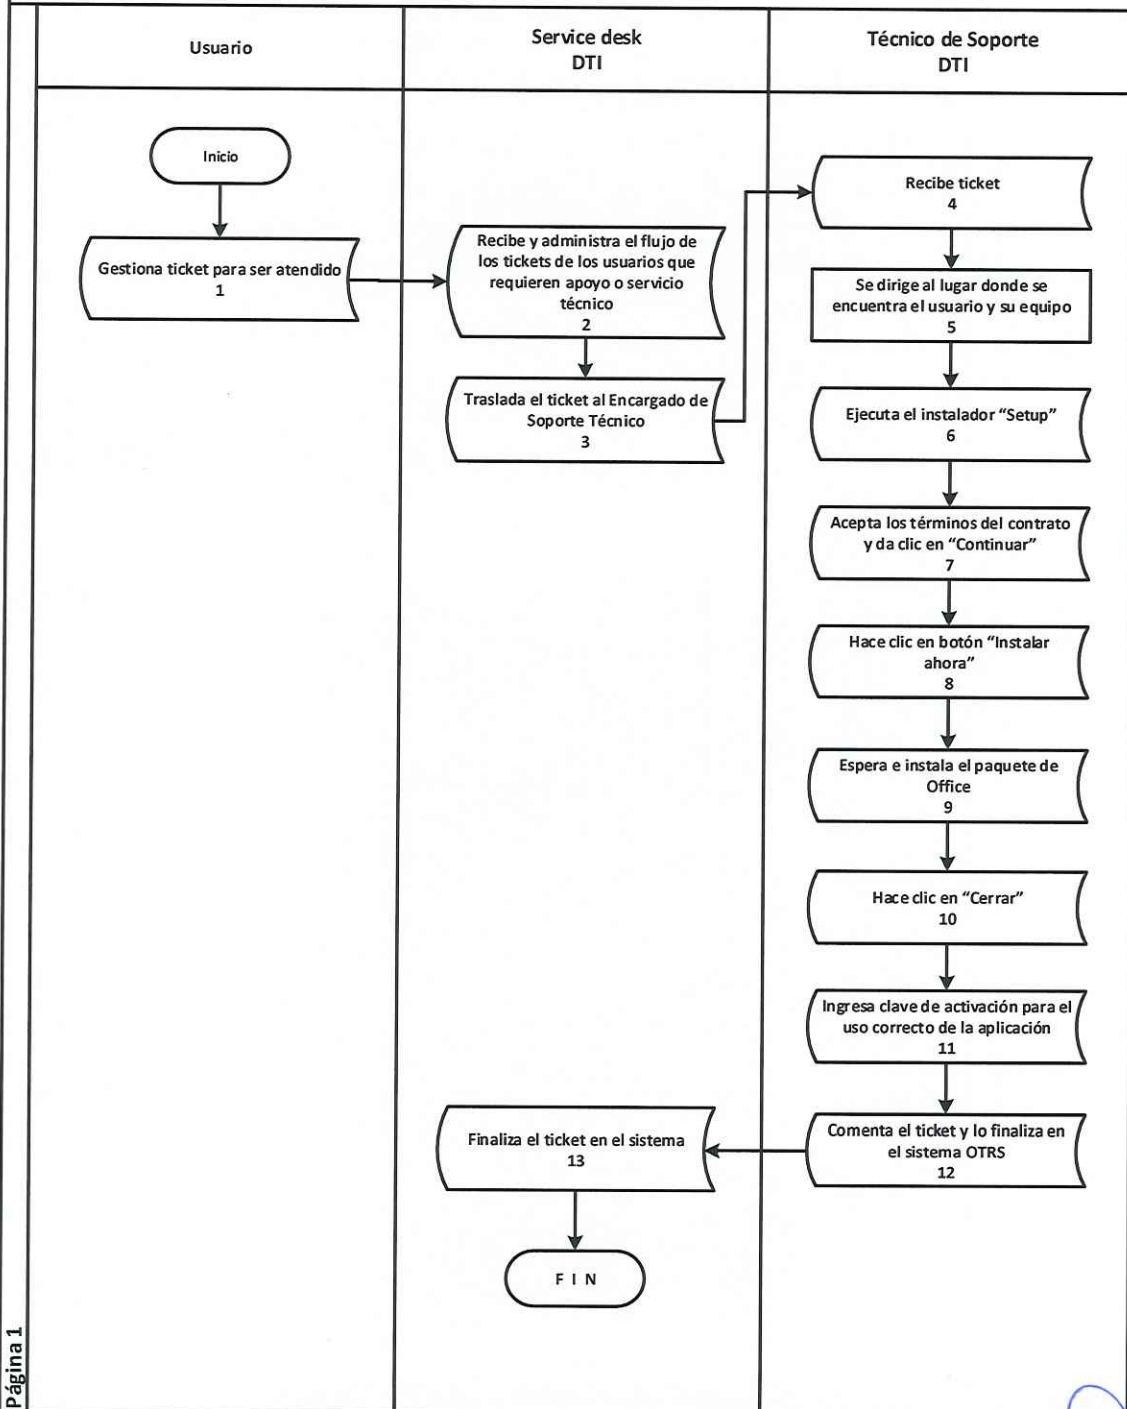 Usuario
Service desk
DTI
Técnico de Soporte
DTI
Inicio
Gestiona ticket para ser atendido
1
Recibe y administra el flujo de
los tickets de los usuarios que
requieren apoyo o servicio
técnico
2
Traslada el ticket al Encargado de
Soporte Técnico
3
Recibe ticket
4
Se dirige al lugar donde se
encuentra el usuario y su equipo
5
Ejecuta el instalador “Setup”
6
Acepta los términos del contrato
y da clic en “Continuar”
7
Hace clic en botón “Instalar
ahora”
8
Espera e instala el paquete de
Office
9
Hace clic en “Cerrar”
10
Ingresa clave de activación para el
uso correcto de la aplicación
11
Comenta el ticket y lo finaliza en
el sistema OTRS
12
Finaliza el ticket en el sistema
13
F I N
Página 1